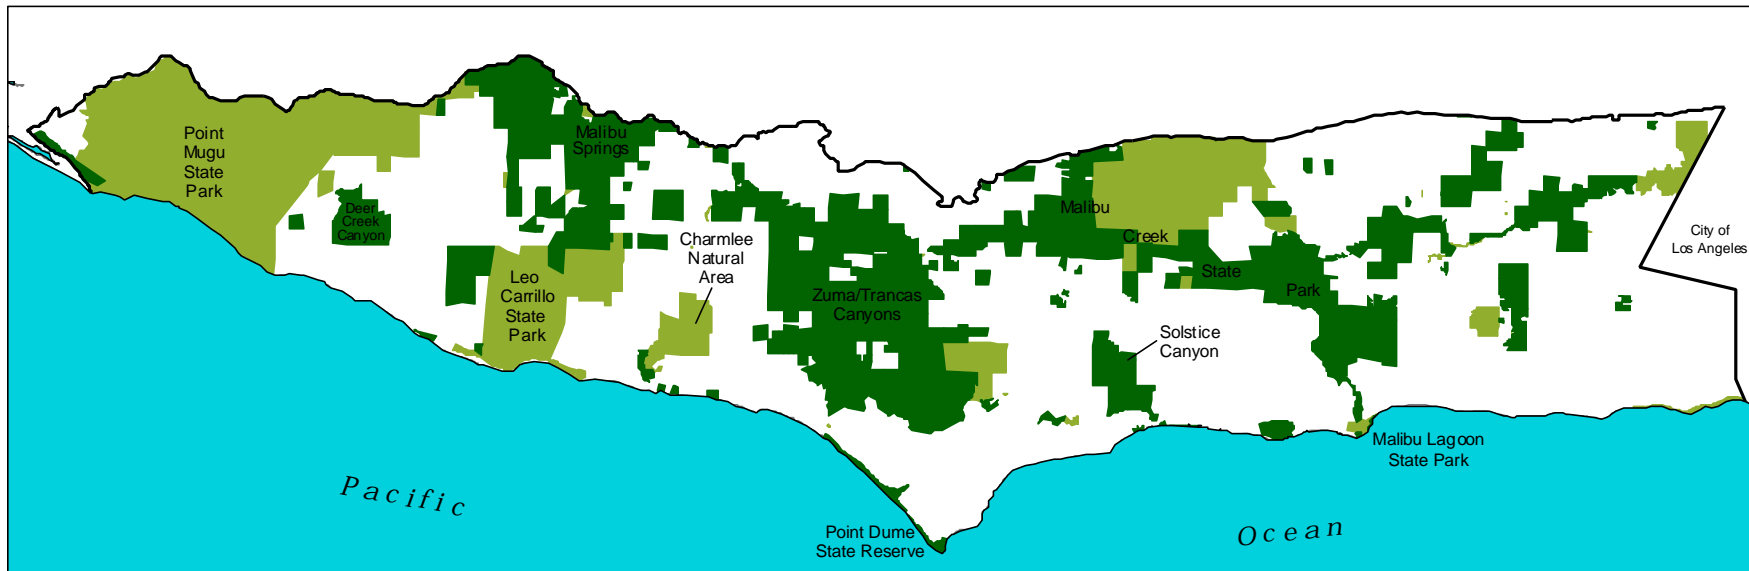 Point
Mugu
State
Park
Deer
Creek
Canyon
Malibu
Springs
Leo
Carrillo
State
Park
Charmlee
Natural
Area
Zuma/Trancas
Canyons
Malibu
Creek
State
Park
Solstice
Canyon
City of
Los Angeles
Malibu Lagoon
State Park
Point Dume
State Reserve
Pacific
Ocean